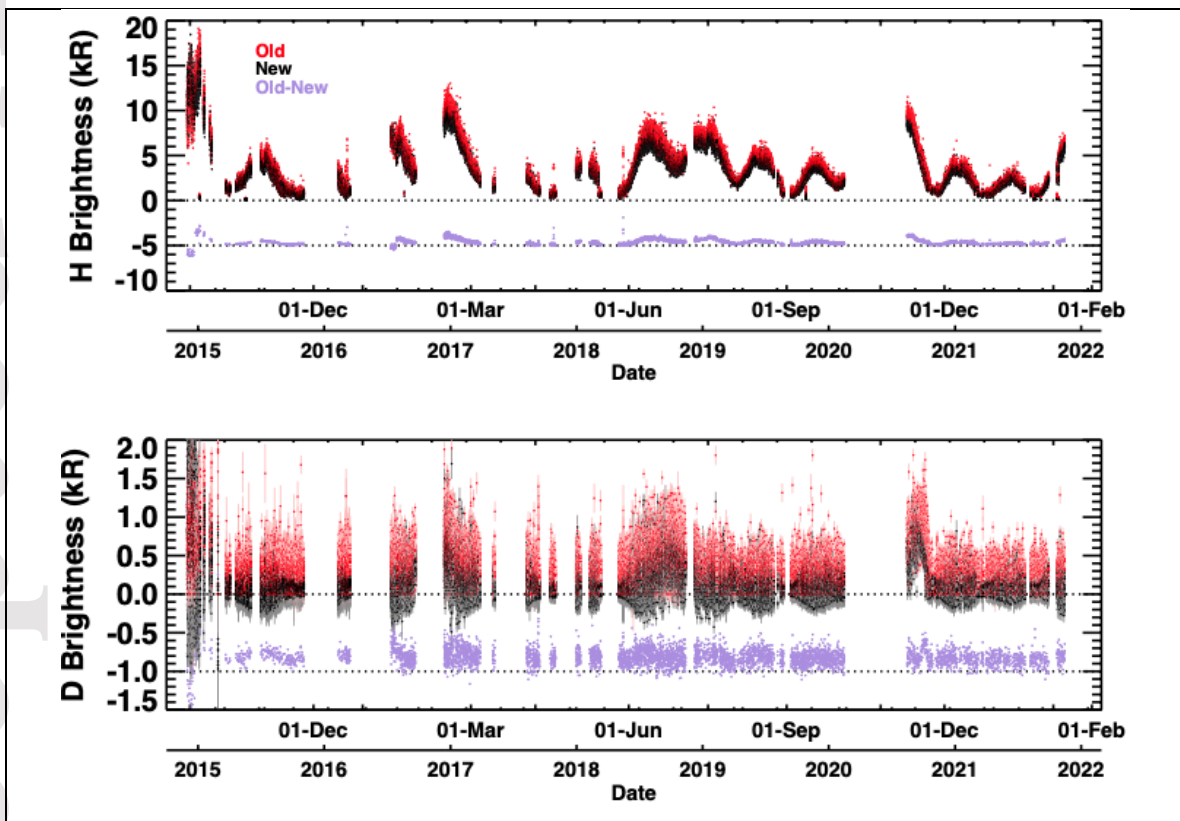 H Brightness (kR)
20
15
10
5
0
-5
-10
Old
New
Old-New
01-Dec 01-Mar 01-Jun 01-Sep 01-Dec 01-Feb
2015 2016 2017 2018 2019 2020 2021 2022
Date
D Brightness (kR)
2.0
1.5
1.0
0.5
0.0
-0.5
-1.0
-1.5
01-Dec 01-Mar 01-Jun 01-Sep 01-Dec 01-Feb
2015 2016 2017 2018 2019 2020 2021 2022
Date